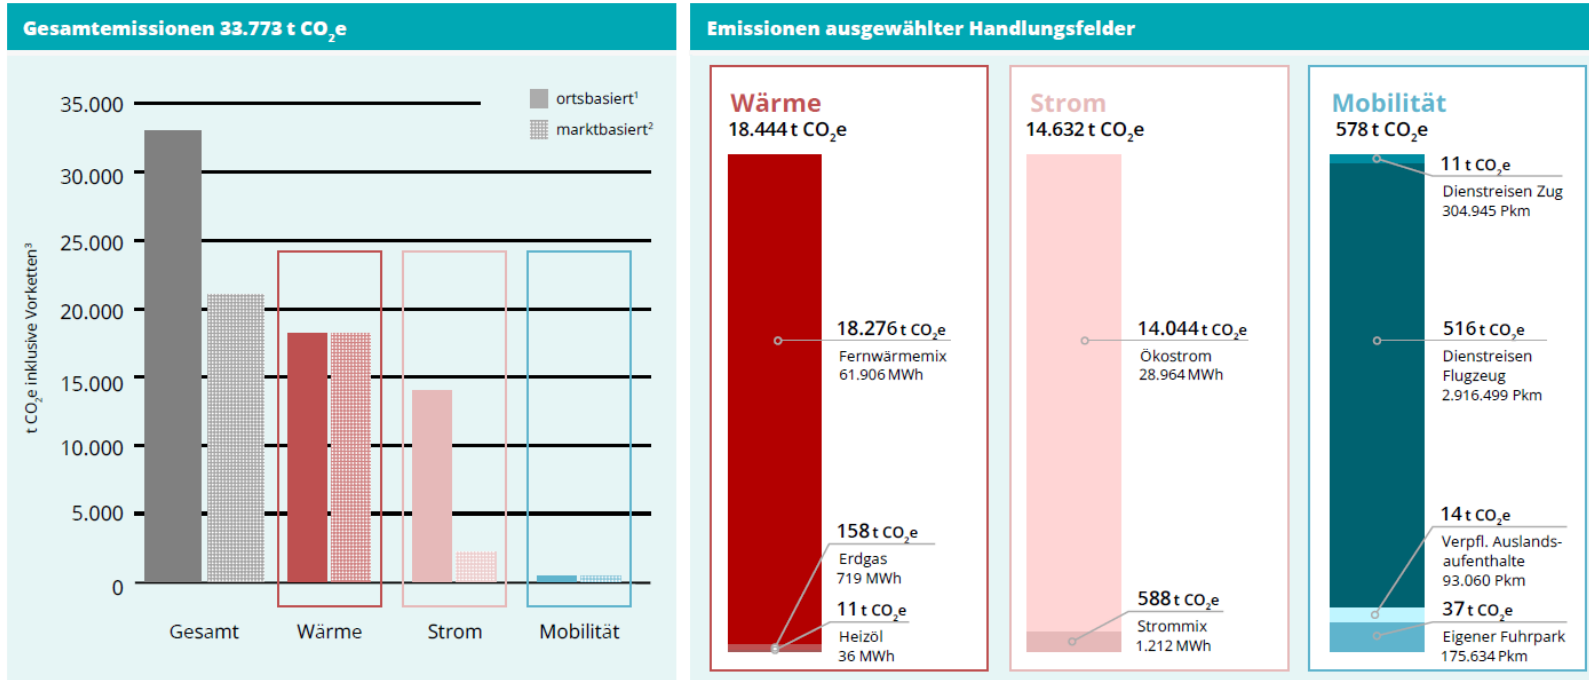 Gesamtemissionen 33.773 t CO₂e
t CO₂e inklusive Vorketten³
35.000
30.000
25.000
20.000
15.000
10.000
5.000
0
ortsbasiert¹
marktbasiert²
Gesamt
Wärme
Strom
Mobilität
Emissionen ausgewählter Handlungsfelder
Wärme
18.444 t CO₂e
18.276 t CO₂e
Fernwärmemix
61.906 MWh
158 t CO₂e
Erdgas
719 MWh
11 t CO₂e
Heizöl
36 MWh
Strom
14.632 t CO₂e
14.044 t CO₂e
Ökostrom
28.964 MWh
588 t CO₂e
Strommix
1.212 MWh
Mobilität
578 t CO₂e
11 t CO₂e
Dienstreisen Zug
304.945 Pkm
516 t CO₂e
Dienstreisen
Flugzeug
2.916.499 Pkm
14 t CO₂e
Verpfl. Auslands-
aufenthalte
93.060 Pkm
37 t CO₂e
Eigener Fuhrpark
175.634 Pkm